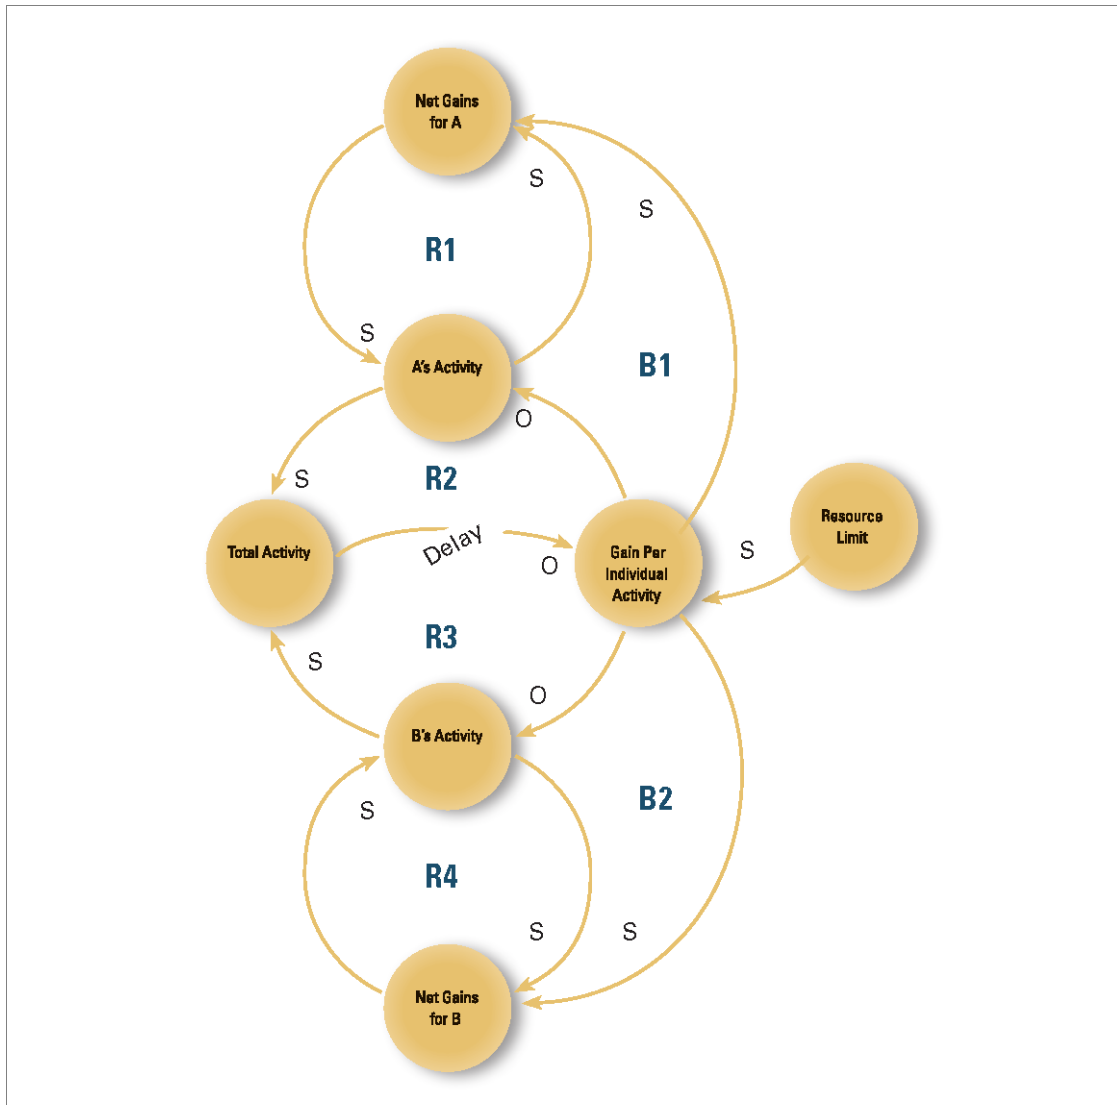 Net Gains
for A
S
S
R1
S
B1
A's Activity
O
S
R2
Delay
Total Activity
O
Gain Per
Individual
Activity
S
Resource
Limit
R3
S
O
B's Activity
S
B2
R4
S
S
Net Gains
for B